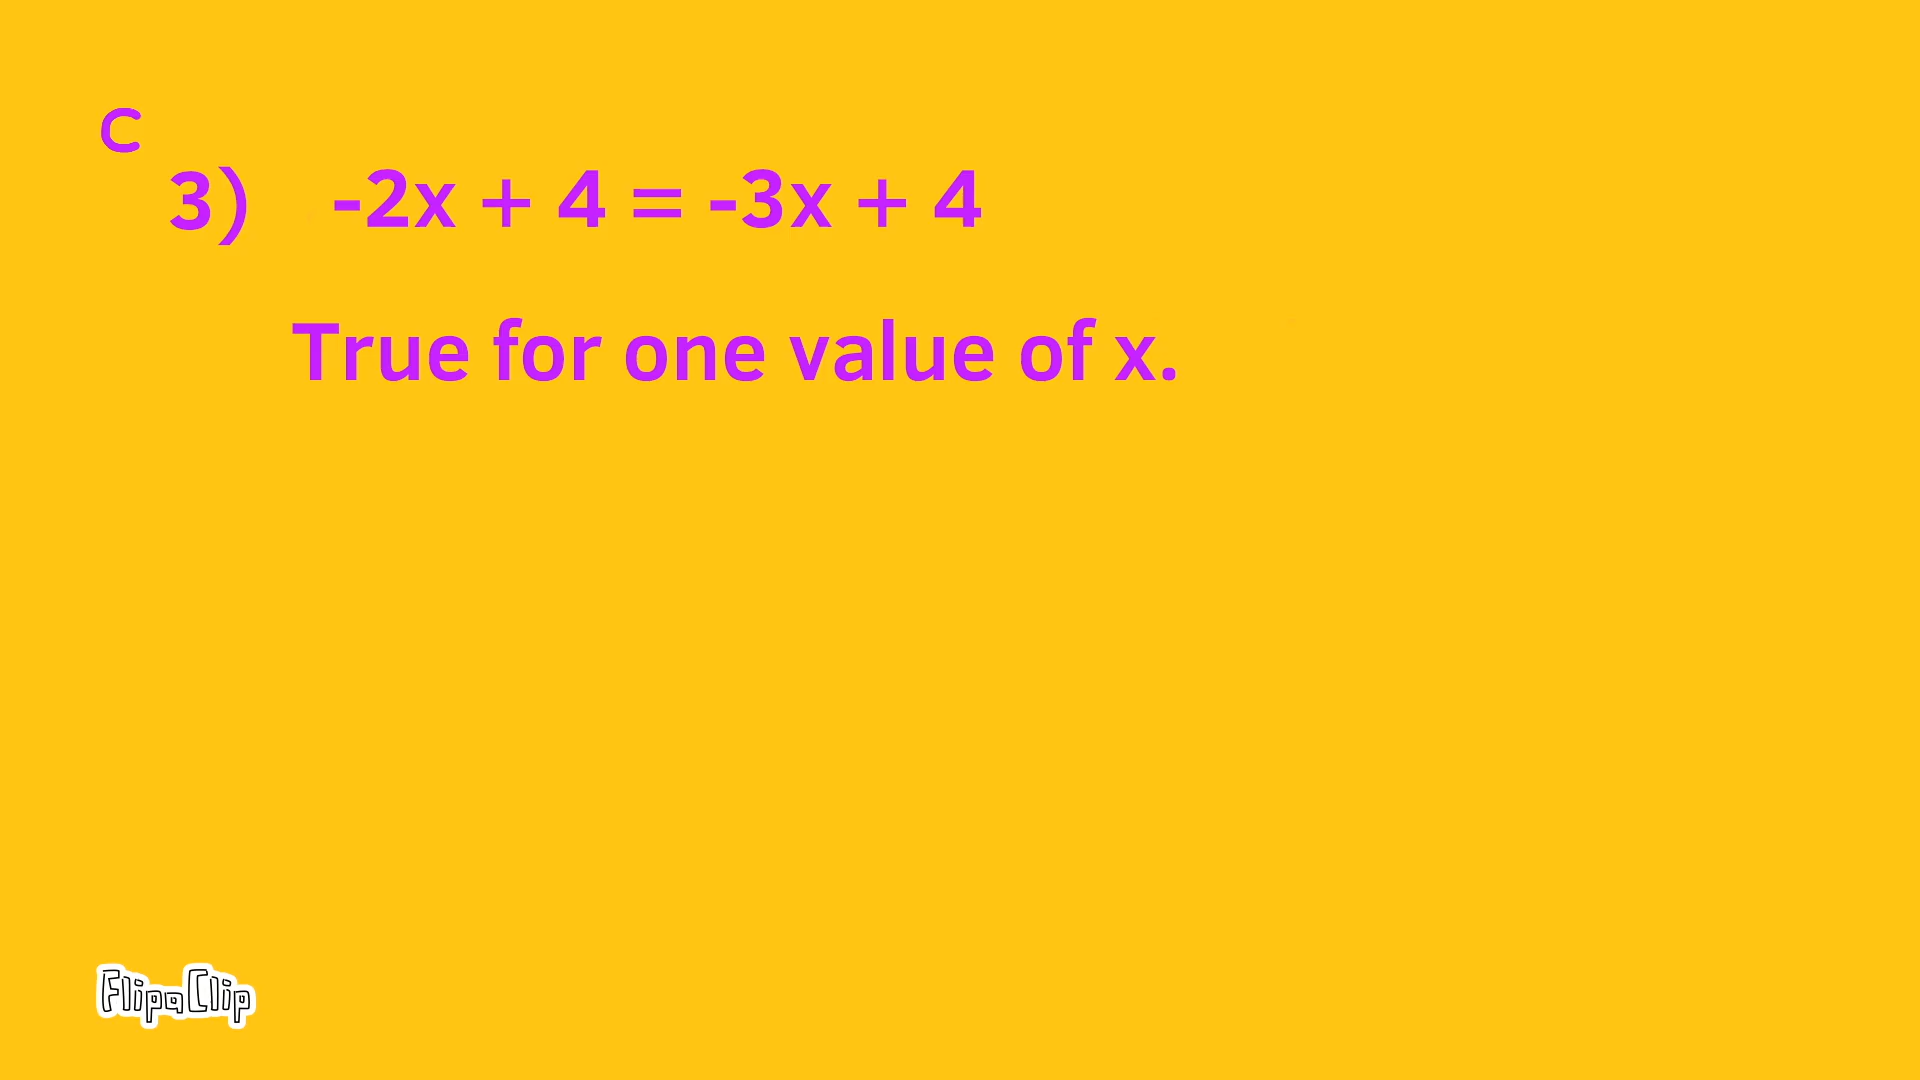 C
3) -2x + 4 = -3x + 4
True for one value of x.
FlipaClip